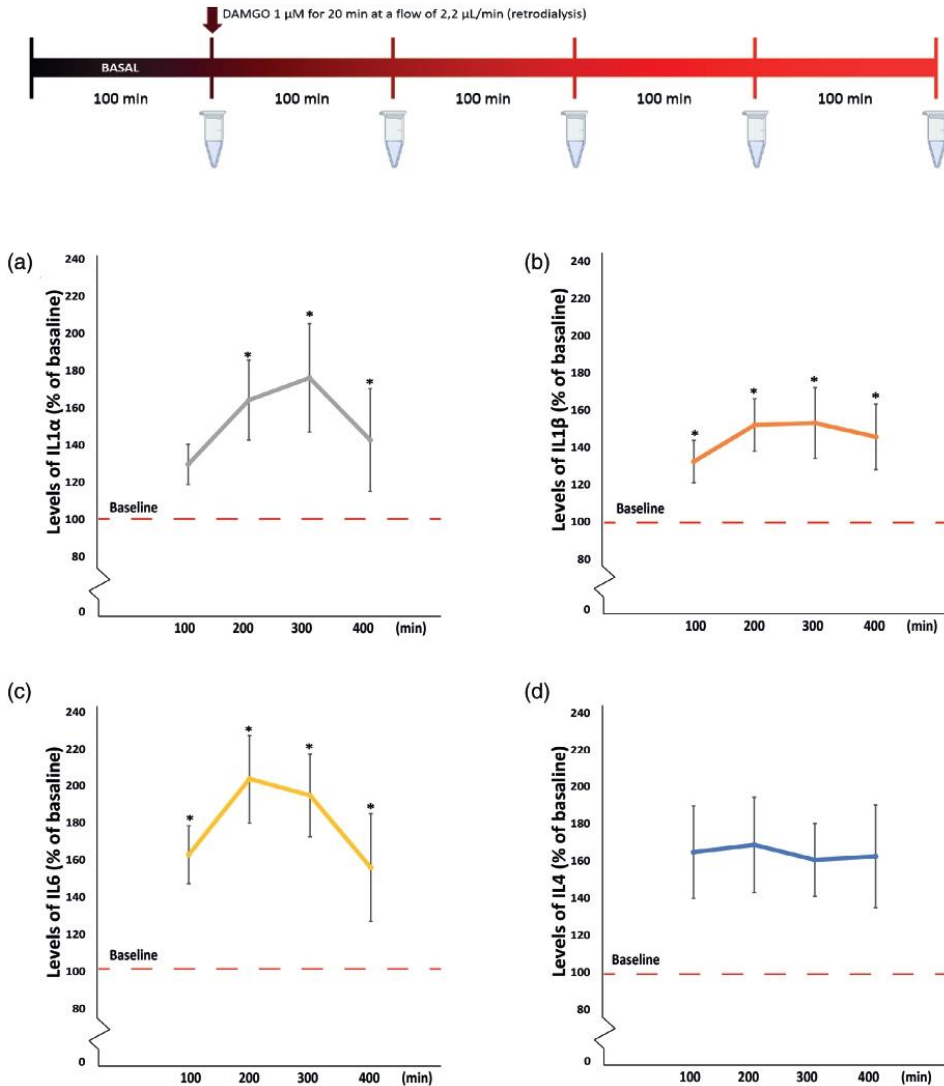 DAMGO 1 µM for 20 min at a flow of 2,2 µL/min (retrodialysis)
BASAL
100 min 100 min 100 min 100 min 100 min
(a)
Levels of IL1α (% of basaline)
240
220
200
180
160
140
120
100
80
0
Baseline
* * *
100 200 300 400 (min)
(b)
Levels of IL1β (% of basaline)
240
220
200
180
160
140
120
100
80
0
Baseline
* * * *
100 200 300 400 (min)
(c)
Levels of IL6 (% of basaline)
240
220
200
180
160
140
120
100
80
0
Baseline
* * * *
100 200 300 400 (min)
(d)
Levels of IL4 (% of basaline)
240
220
200
180
160
140
120
100
80
0
Baseline
100 200 300 400 (min)